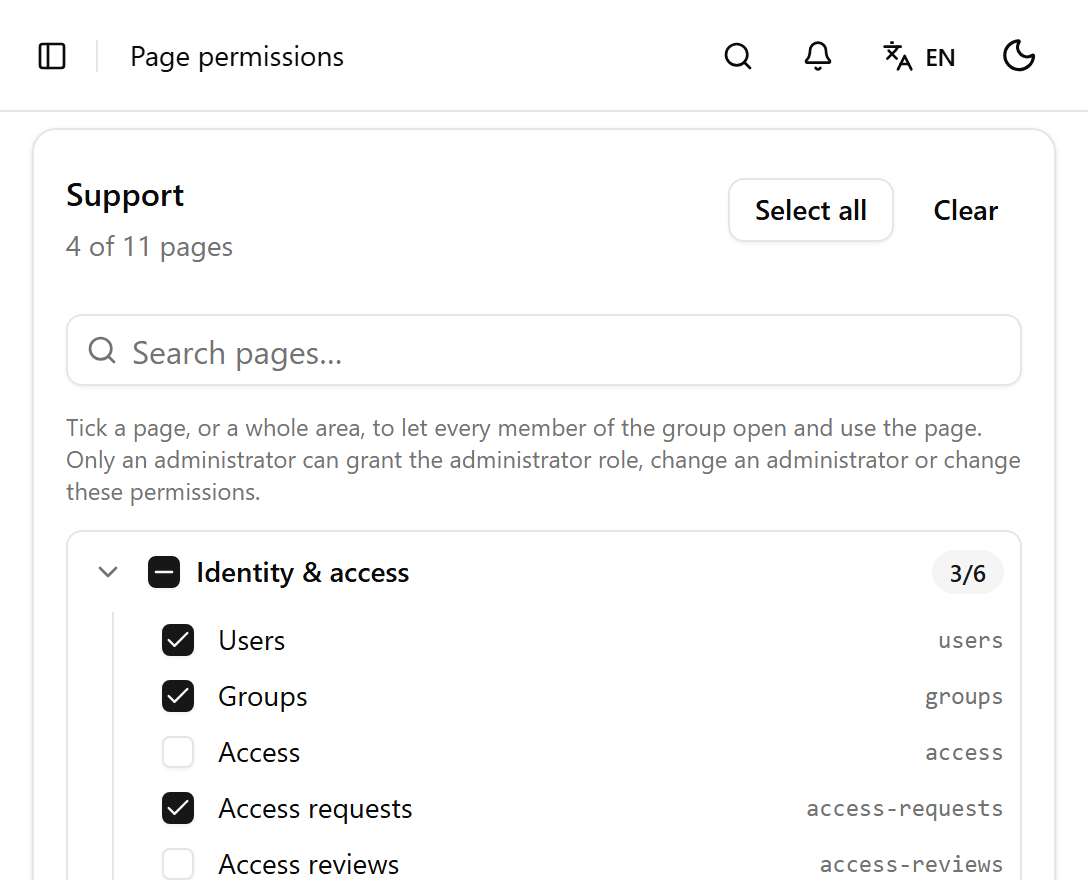 Page permissions
EN
Support
Select all
Clear
4 of 11 pages
Search pages...
Tick a page, or a whole area, to let every member of the group open and use the page.
Only an administrator can grant the administrator role, change an administrator or change
these permissions.
Identity & access
3/6
Users
users
Groups
groups
Access
access
Access requests
access-requests
Access reviews
access-reviews